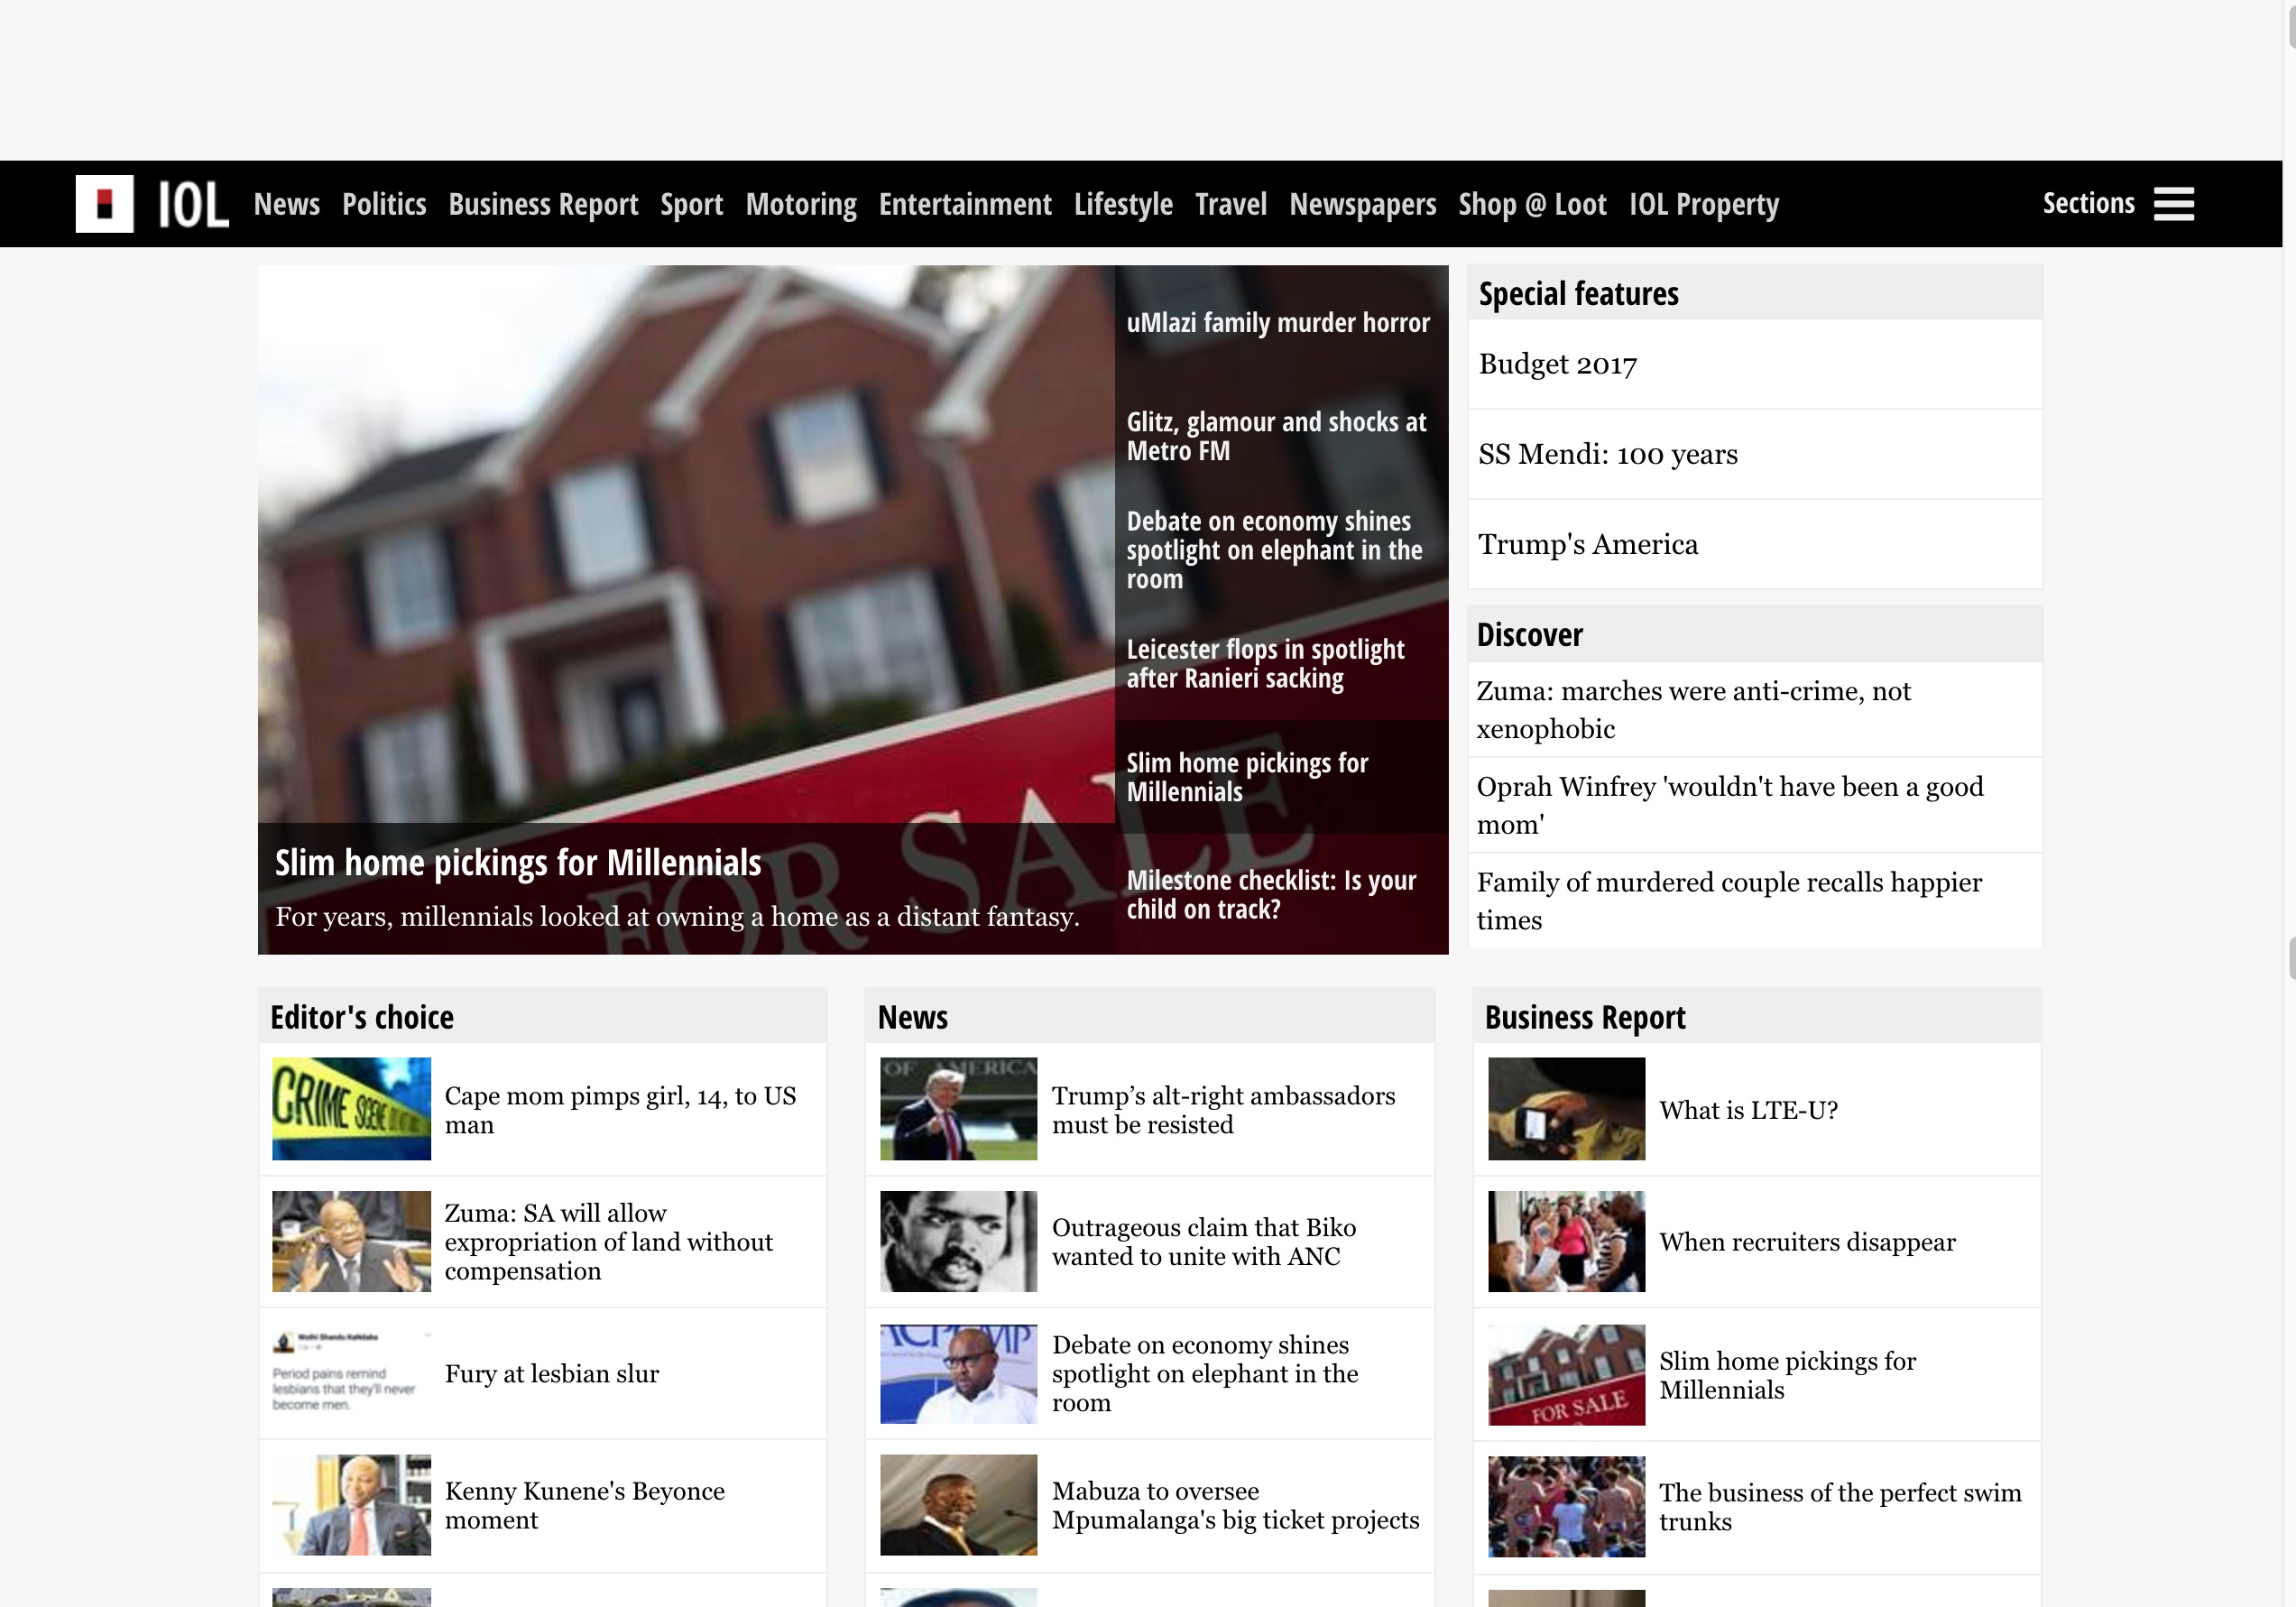 IOL News Politics Business Report Sport Motoring Entertainment Lifestyle Travel Newspapers Shop @ Loot IOL Property Sections
uMlazi family murder horror
Glitz, glamour and shocks at
Metro FM
Debate on economy shines
spotlight on elephant in the
room
Leicester flops in spotlight
after Ranieri sacking
Slim home pickings for
Millennials
Milestone checklist: Is your
child on track?
FOR SALE
Slim home pickings for Millennials
For years, millennials looked at owning a home as a distant fantasy.
Special features
Budget 2017
SS Mendi: 100 years
Trump's America
Discover
Zuma: marches were anti-crime, not
xenophobic
Oprah Winfrey 'wouldn't have been a good
mom'
Family of murdered couple recalls happier
times
Editor's choice
CRIME SCENE
Cape mom pimps girl, 14, to US
man
Zuma: SA will allow
expropriation of land without
compensation
Period pains remind
lesbians that they'll never
become men.
Fury at lesbian slur
Kenny Kunene's Beyonce
moment
News
OF AMERICA
Trump’s alt-right ambassadors
must be resisted
Outrageous claim that Biko
wanted to unite with ANC
Debate on economy shines
spotlight on elephant in the
room
Mabuza to oversee
Mpumalanga's big ticket projects
Business Report
What is LTE-U?
When recruiters disappear
FOR SALE
Slim home pickings for
Millennials
The business of the perfect swim
trunks